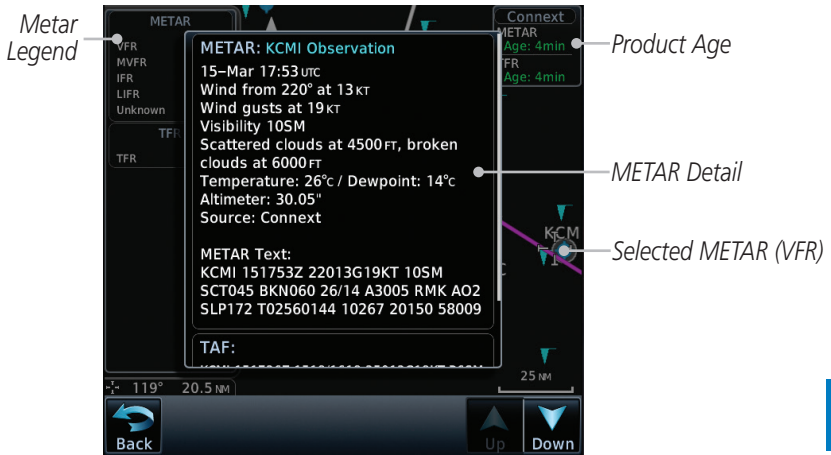 Metar
Legend
METAR
VFR
MVFR
IFR
LIFR
Unknown
TFR
TFR
METAR: KCMI Observation
15-Mar 17:53 UTC
Wind from 220° at 13 KT
Wind gusts at 19 KT
Visibility 10SM
Scattered clouds at 4500 FT, broken
clouds at 6000 FT
Temperature: 26°C / Dewpoint: 14°C
Altimeter: 30.05"
Source: Connext
METAR Text:
KCMI 151753Z 22013G19KT 10SM
SCT045 BKN060 26/14 A3005 RMK AO2
SLP172 T02560144 10267 20150 58009
TAF:
Connext
METAR
Age: 4min
TFR
Age: 4min
Product Age
METAR Detail
KCM
Selected METAR (VFR)
25 NM
119° 20.5 NM
Back
Up
Down